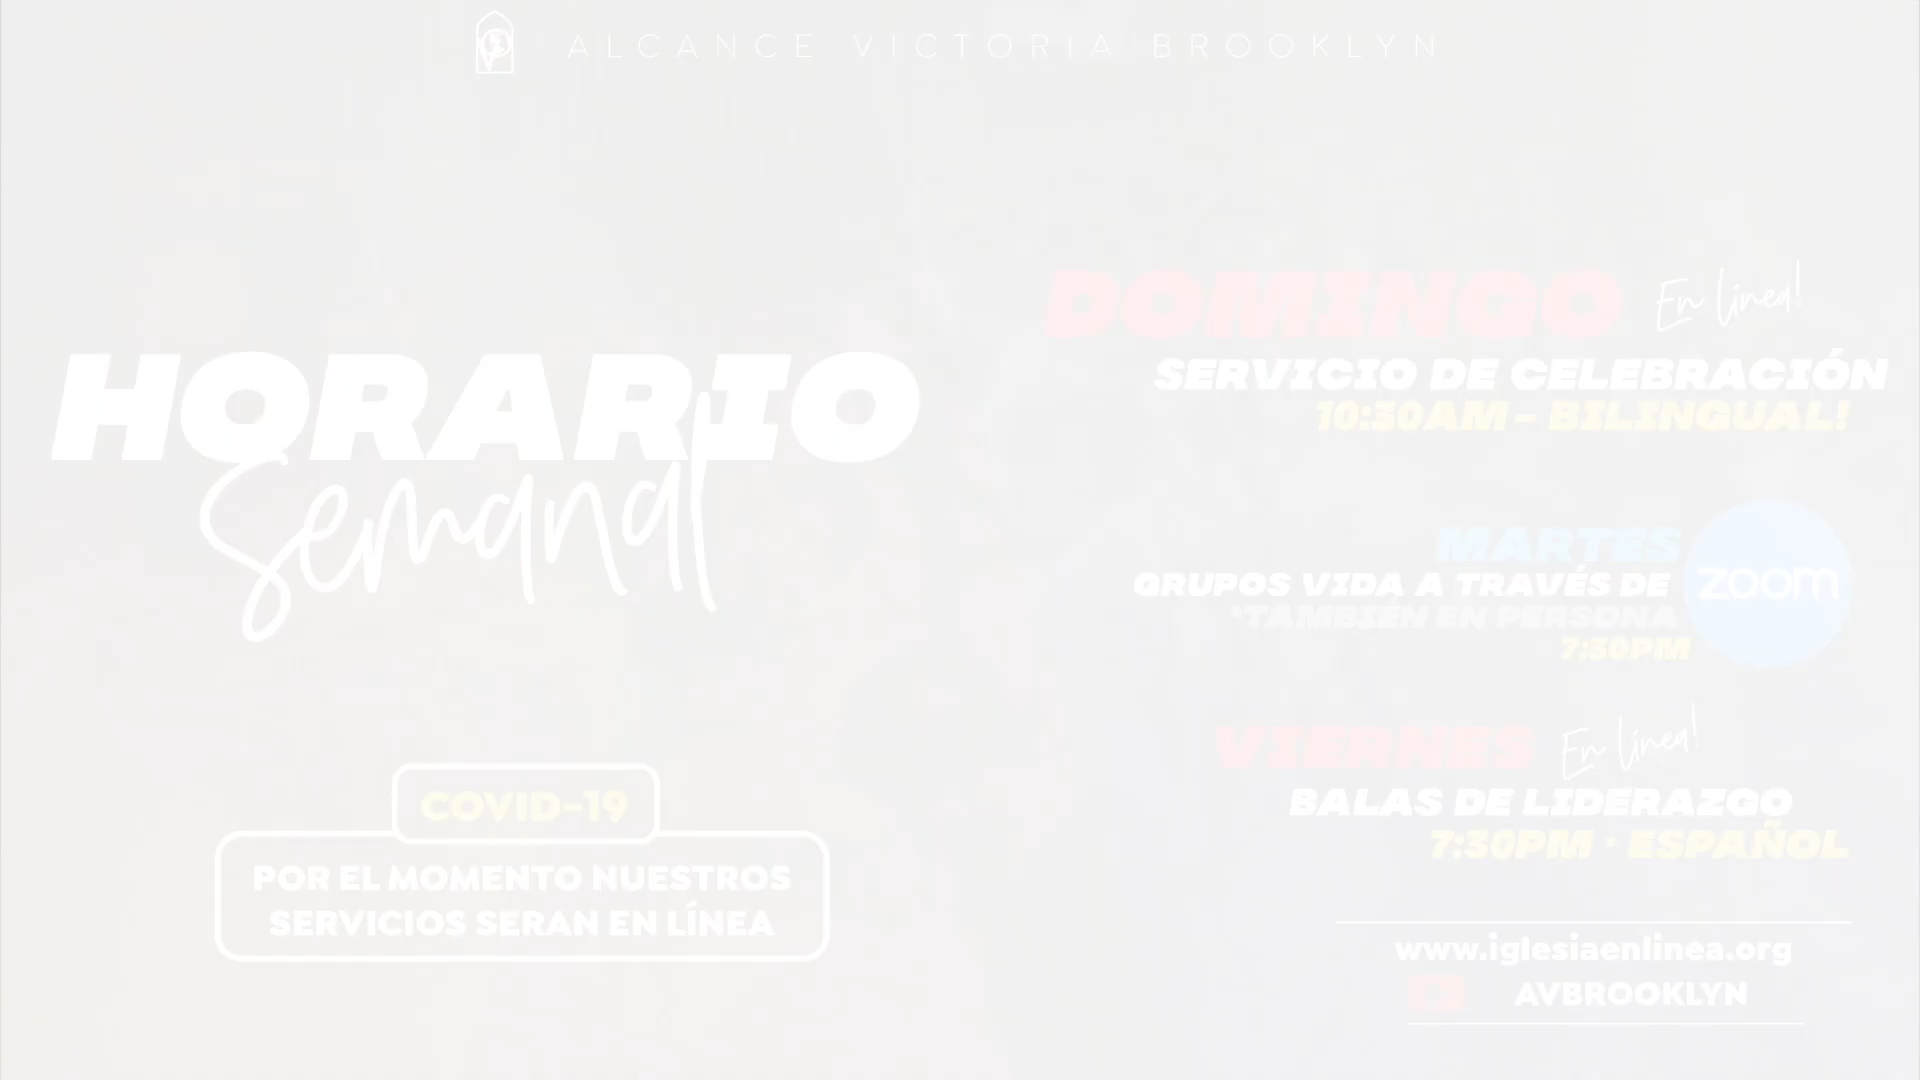 ALCANCE VICTORIA BROOKLYN
HORARIO
Semanal
COVID-19
POR EL MOMENTO NUESTROS
SERVICIOS SERAN EN LÍNEA
DOMINGO En línea!
SERVICIO DE CELEBRACIÓN
10:30AM - BILINGUAL!
MARTES
GRUPOS VIDA A TRAVÉS DE zoom
*TAMBIÉN EN PERSONA
7:30PM
VIERNES En línea!
BALAS DE LIDERAZGO
7:30PM · ESPAÑOL
www.iglesiaenlinea.org
AVBROOKLYN